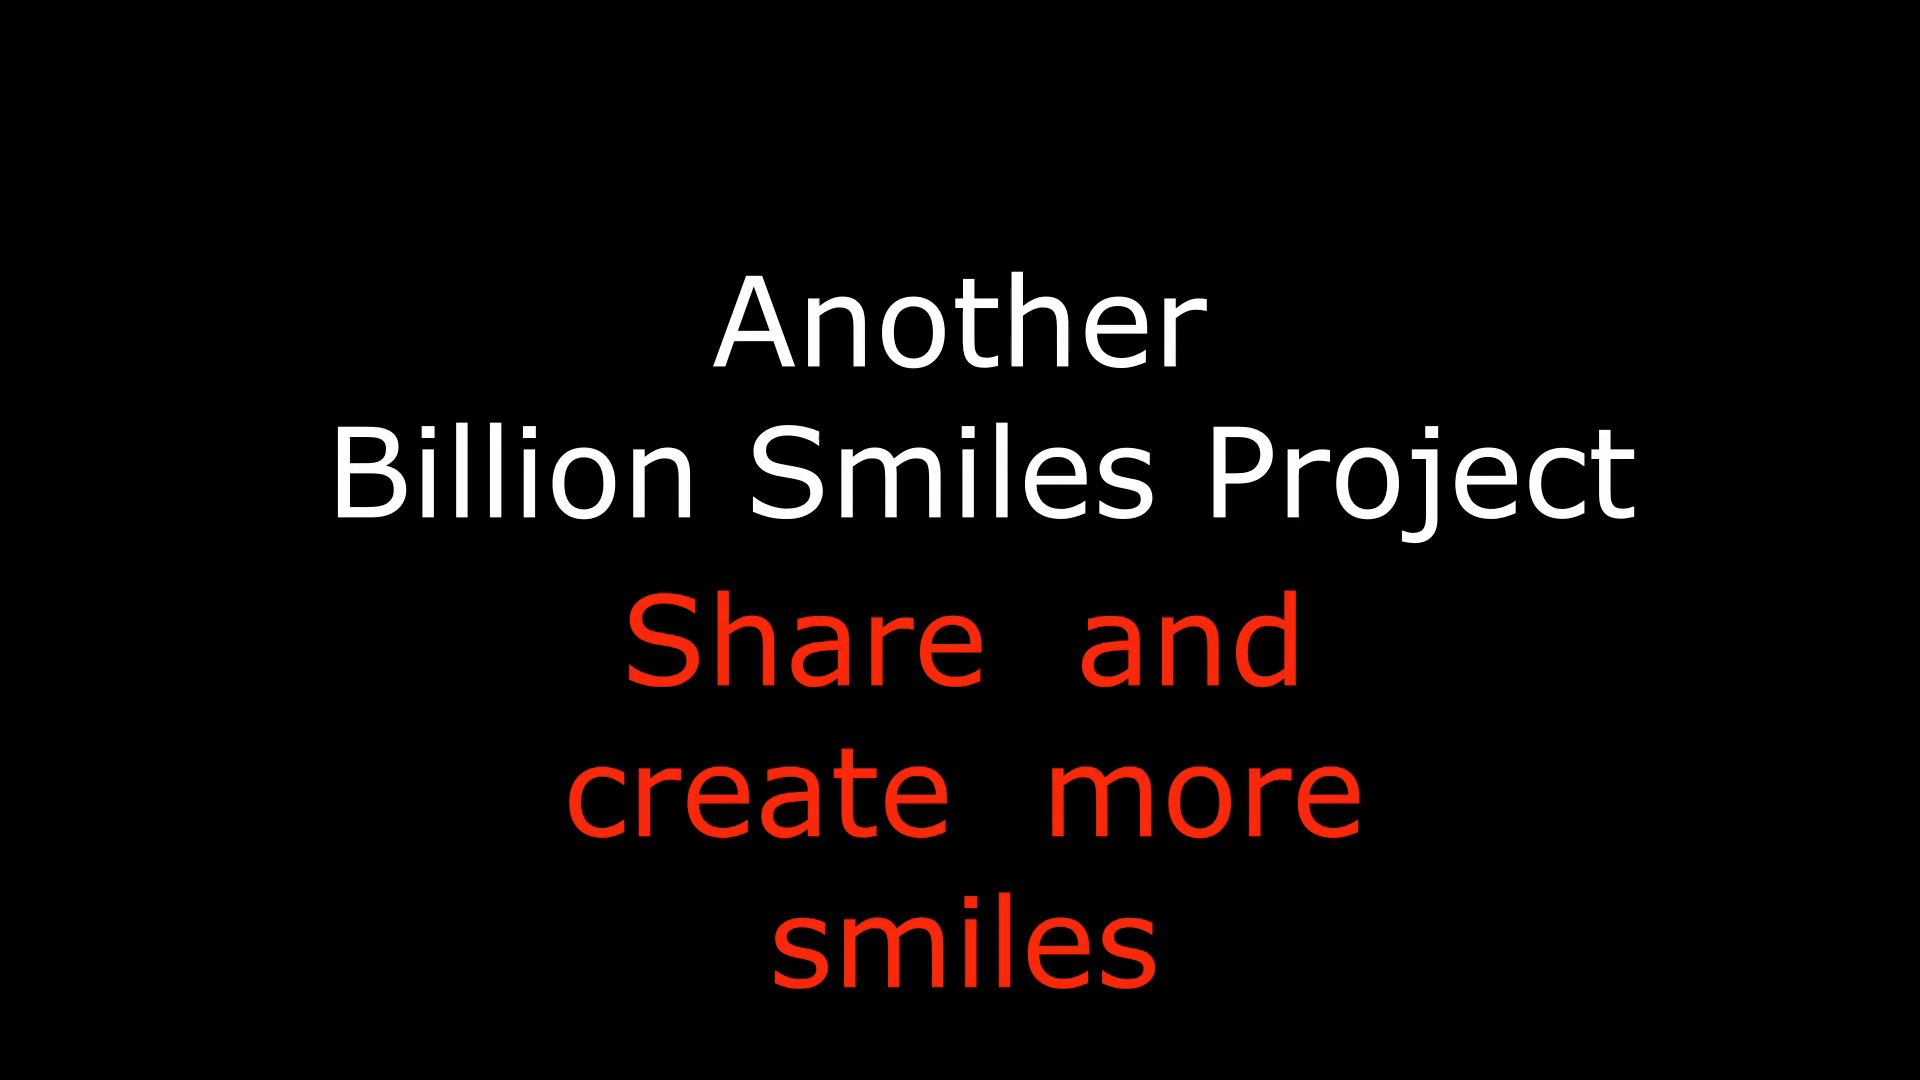 Another
Billion Smiles Project
Share and
create more
smiles